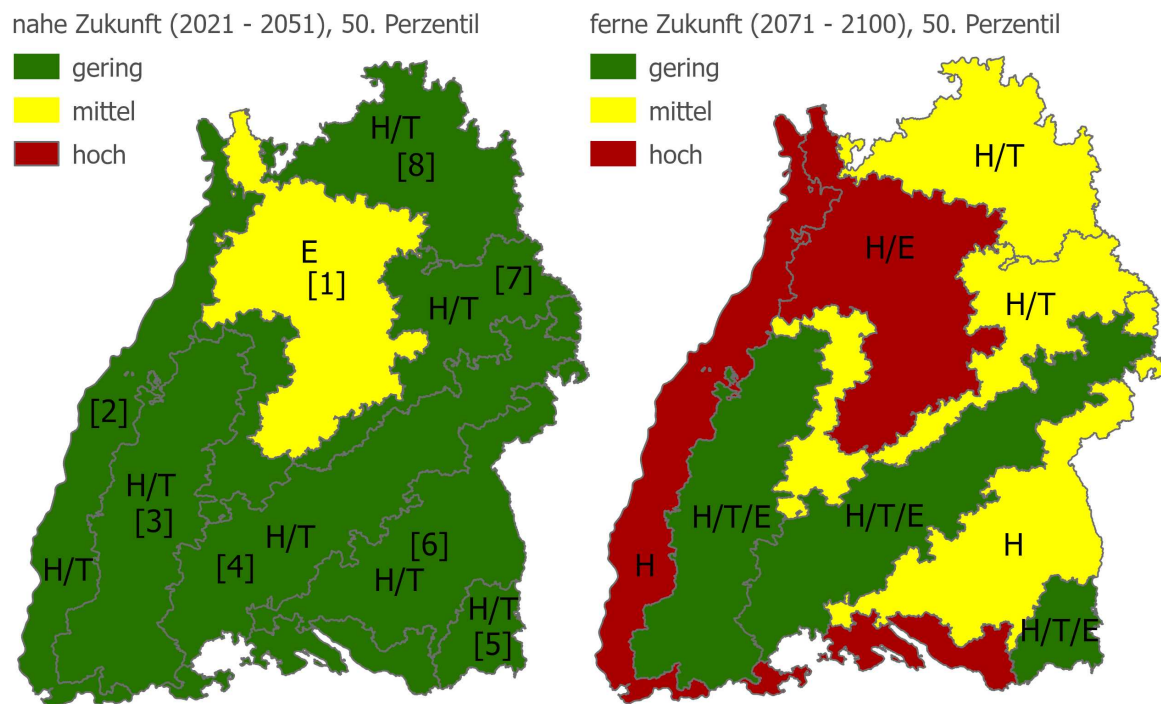 nahe Zukunft (2021 - 2051), 50. Perzentil
gering
mittel
hoch
H/T
[8]
E
[1]
[7]
H/T
[2]
H/T
[3]
H/T
[4]
[6]
H/T
H/T
H/T
[5]
ferne Zukunft (2071 - 2100), 50. Perzentil
gering
mittel
hoch
H/T
H/E
H/T
H/T/E
H/T/E
H
H
H/T/E